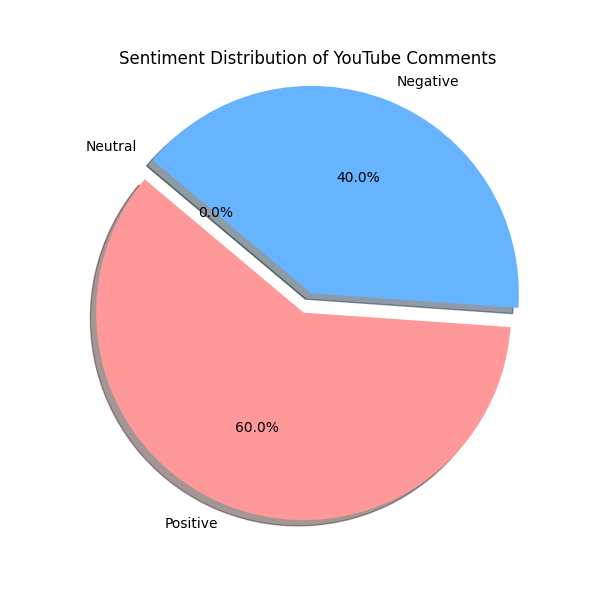 Sentiment Distribution of YouTube Comments
Negative
Neutral
40.0%
0.0%
60.0%
Positive